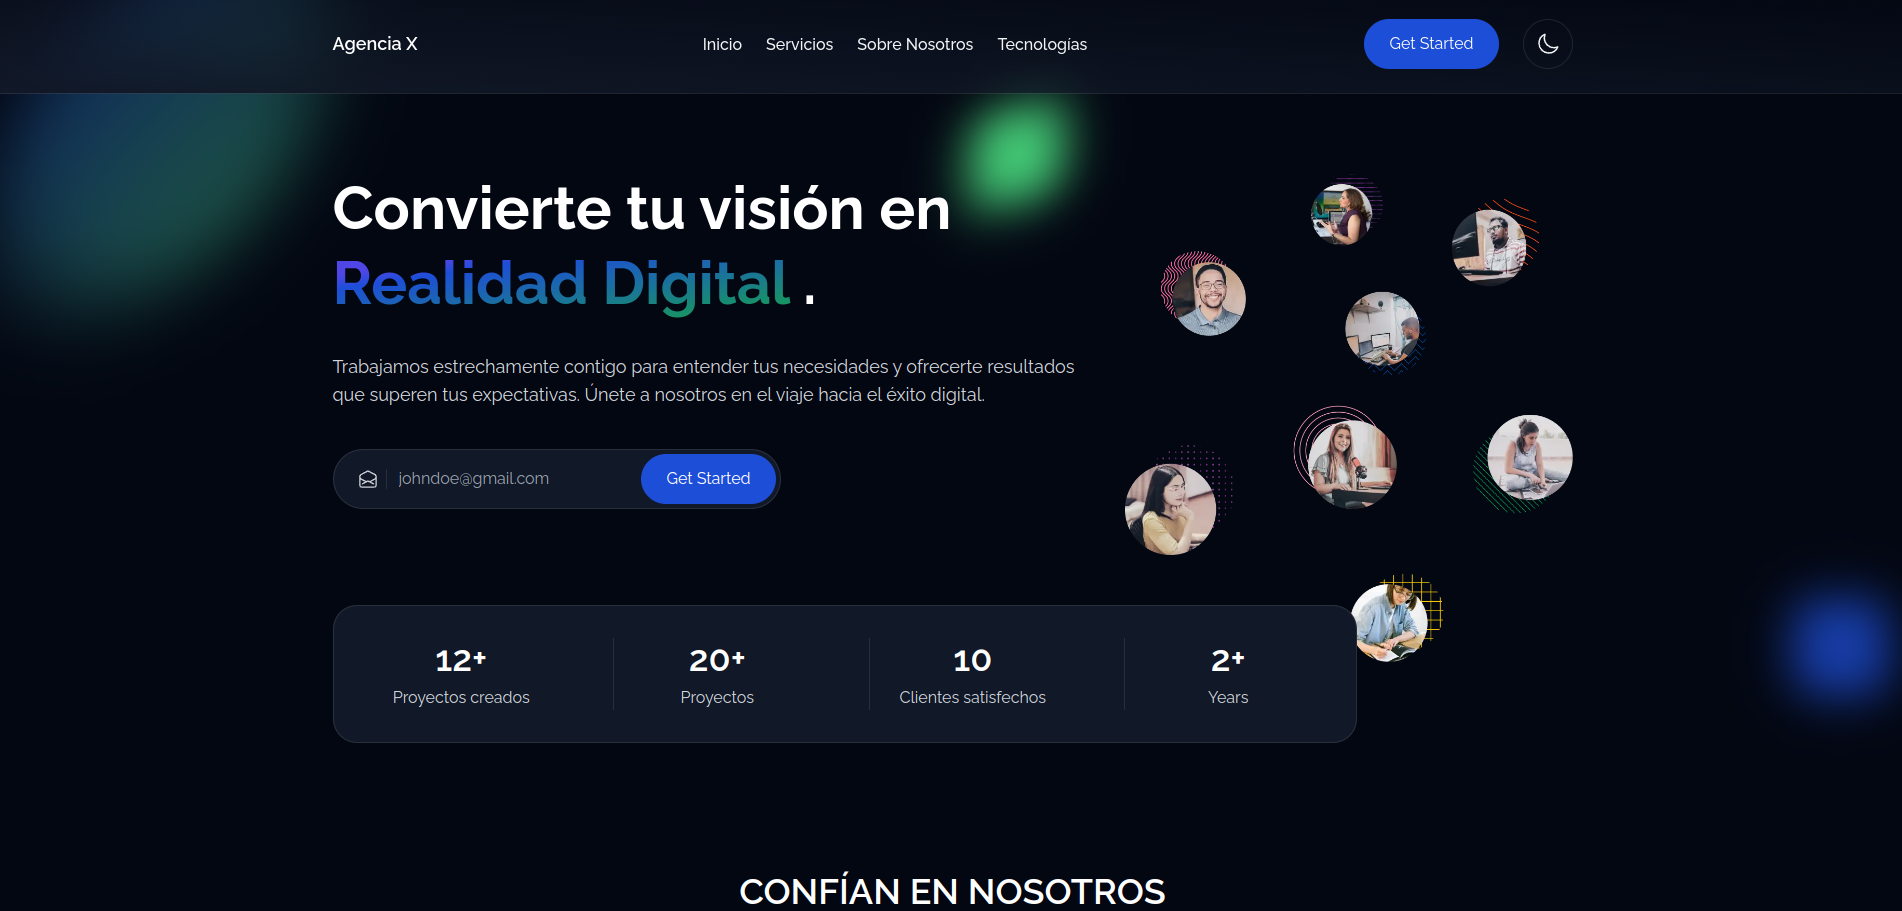 Agencia X
Inicio
Servicios
Sobre Nosotros
Tecnologías
Get Started
Convierte tu visión en
Realidad Digital .
Trabajamos estrechamente contigo para entender tus necesidades y ofrecerte resultados
que superen tus expectativas. Únete a nosotros en el viaje hacia el éxito digital.
johndoe@gmail.com
Get Started
12+
Proyectos creados
20+
Proyectos
10
Clientes satisfechos
2+
Years
CONFÍAN EN NOSOTROS